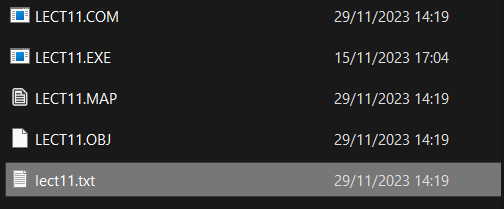 LECT11.COM 29/11/2023 14:19
LECT11.EXE 15/11/2023 17:04
LECT11.MAP 29/11/2023 14:19
LECT11.OBJ 29/11/2023 14:19
lect11.txt 29/11/2023 14:19